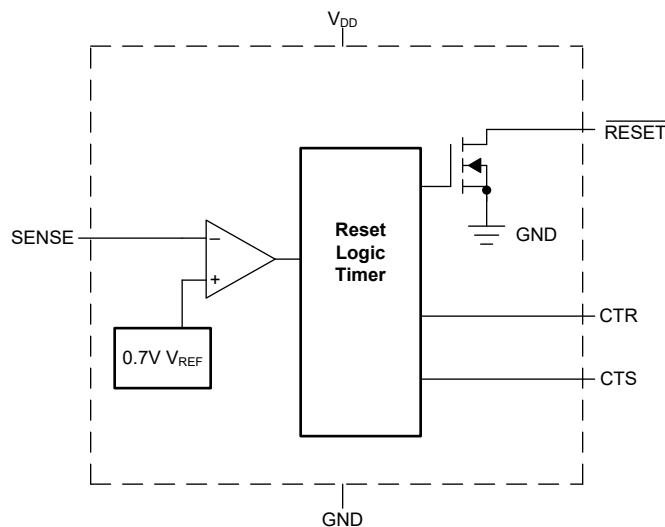 V_DD
RESET
SENSE
−
+
Reset
Logic
Timer
GND
0.7V V_REF
CTR
CTS
GND